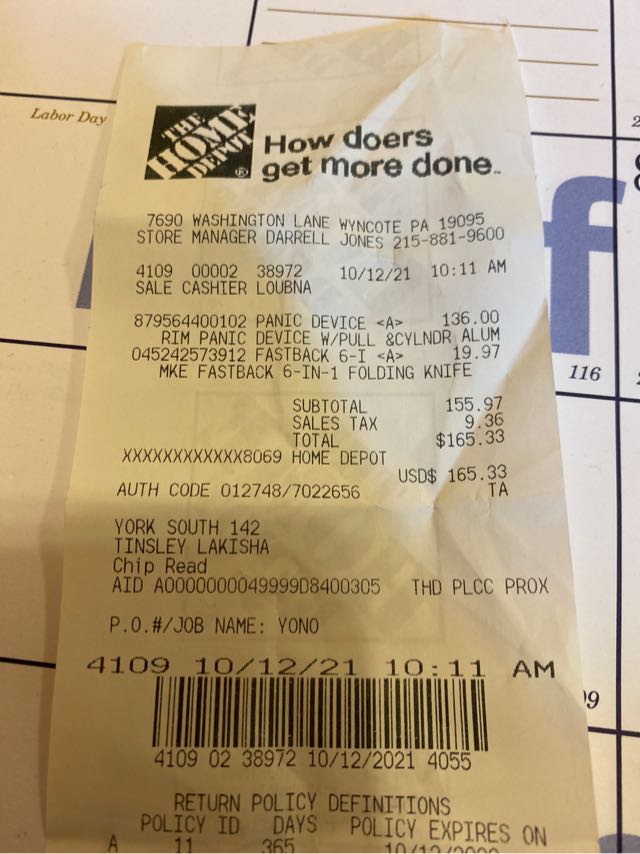 Labor Day
THE HOME DEPOT
How doers
get more done.
7690 WASHINGTON LANE WYNCOTE PA 19095
STORE MANAGER DARRELL JONES 215-881-9600
4109 00002 38972 10/12/21 10:11 AM
SALE CASHIER LOUBNA
879564400102 PANIC DEVICE <A> 136.00
RIM PANIC DEVICE W/PULL &CYLNDR ALUM
045242573912 FASTBACK 6-I <A> 19.97
MKE FASTBACK 6-IN-1 FOLDING KNIFE
116
SUBTOTAL 155.97
SALES TAX 9.36
TOTAL $165.33
XXXXXXXXXXXX8069 HOME DEPOT
USD$ 165.33
AUTH CODE 012748/7022656 TA
YORK SOUTH 142
TINSLEY LAKISHA
Chip Read
AID A0000000049999D8400305 THD PLCC PROX
P.O.#/JOB NAME: YONO
4109 10/12/21 10:11 AM
4109 02 38972 10/12/2021 4055
RETURN POLICY DEFINITIONS
POLICY ID DAYS POLICY EXPIRES ON
A 11 365